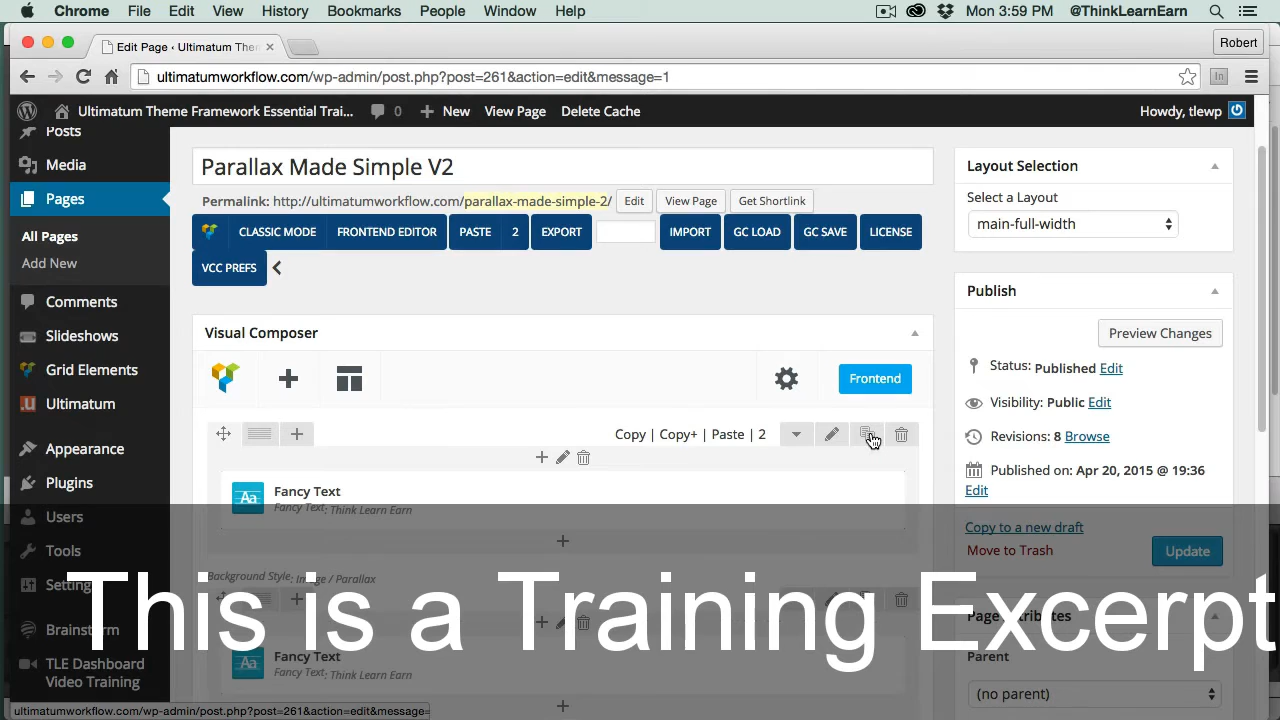 Chrome File Edit View History Bookmarks People Window Help Mon 3:59 PM @ThinkLearnEarn
Edit Page ‹ Ultimatum The × Robert
ultimatumworkflow.com/wp-admin/post.php?post=261&action=edit&message=1
Ultimatum Theme Framework Essential Trai... 0 + New View Page Delete Cache Howdy, tlewp
Posts
Media
Pages
All Pages
Add New
Comments
Slideshows
Grid Elements
Ultimatum
Appearance
Plugins
Users
Tools
Setting
Brainstorm
TLE Dashboard
Video Training
Parallax Made Simple V2
Permalink: http://ultimatumworkflow.com/parallax-made-simple-2/ Edit View Page Get Shortlink
CLASSIC MODE FRONTEND EDITOR PASTE 2 EXPORT IMPORT GC LOAD GC SAVE LICENSE
VCC PREFS
Visual Composer
Frontend
Copy | Copy+ | Paste | 2
Fancy Text
Fancy Text: Think Learn Earn
Background Style: Image / Parallax
Fancy Text
Fancy Text: Think Learn Earn
Layout Selection
Select a Layout
main-full-width
Publish
Preview Changes
Status: Published Edit
Visibility: Public Edit
Revisions: 8 Browse
Published on: Apr 20, 2015 @ 19:36
Edit
Copy to a new draft
Move to Trash Update
Page Attributes
Parent
(no parent)
This is a Training Excerpt
ultimatumworkflow.com/wp-admin/post.php?post=261&action=edit&message=